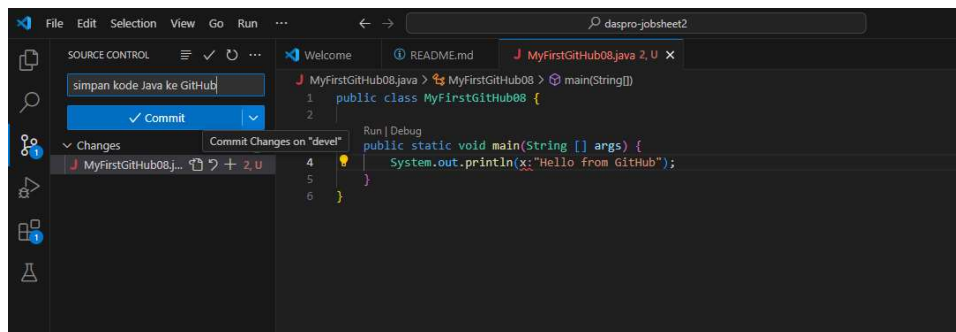 File Edit Selection View Go Run ... daspro-jobsheet2
SOURCE CONTROL
simpan kode Java ke GitHub
Commit
Commit Changes on "devel"
Changes
J MyFirstGitHub08.j... 2, U
1
1
Welcome README.md J MyFirstGitHub08.java 2, U
J MyFirstGitHub08.java > MyFirstGitHub08 > main(String[])
1 public class MyFirstGitHub08 {
2
Run | Debug
public static void main(String [] args) {
4 System.out.println(x:"Hello from GitHub");
5 }
6 }